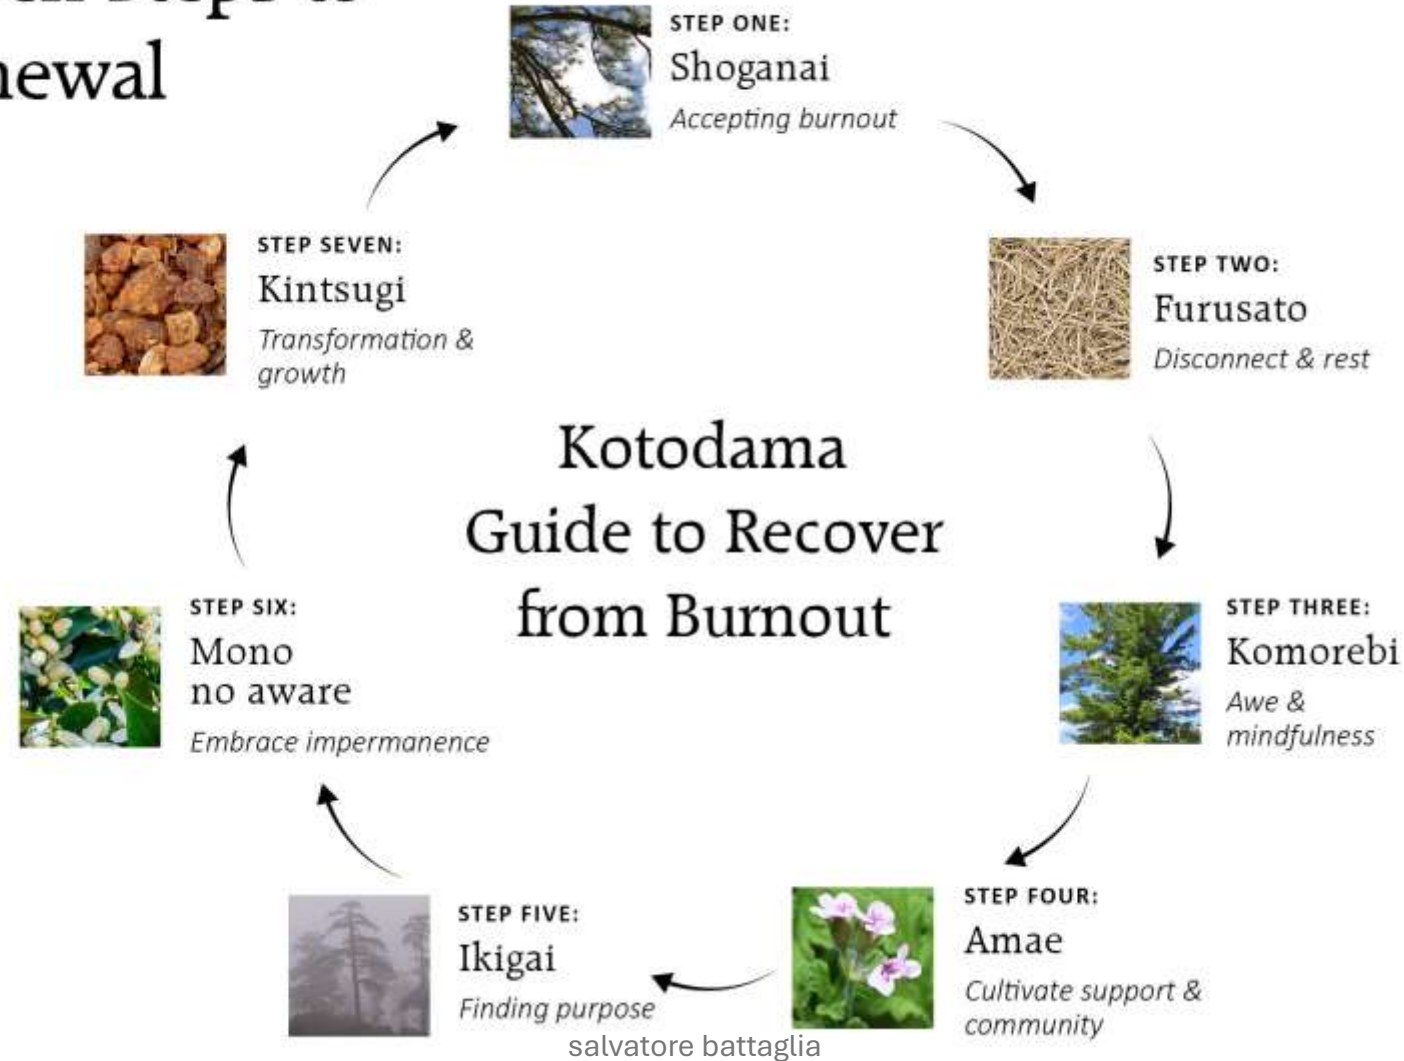 newal
STEP ONE:
Shoganai
Accepting burnout
STEP SEVEN:
Kintsugi
Transformation &
growth
STEP TWO:
Furusato
Disconnect & rest
Kotodama
Guide to Recover
from Burnout
STEP SIX:
Mono
no aware
Embrace impermanence
STEP THREE:
Komorebi
Awe &
mindfulness
STEP FIVE:
Ikigai
Finding purpose
STEP FOUR:
Amae
Cultivate support &
community
salvatore battaglia